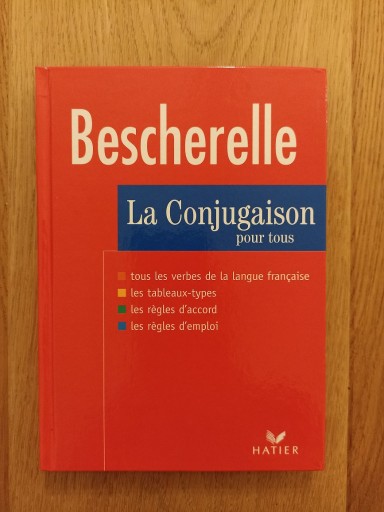 Bescherelle
La Conjugaison
pour tous
tous les verbes de la langue française
les tableaux-types
les règles d'accord
les règles d'emploi
HATIER